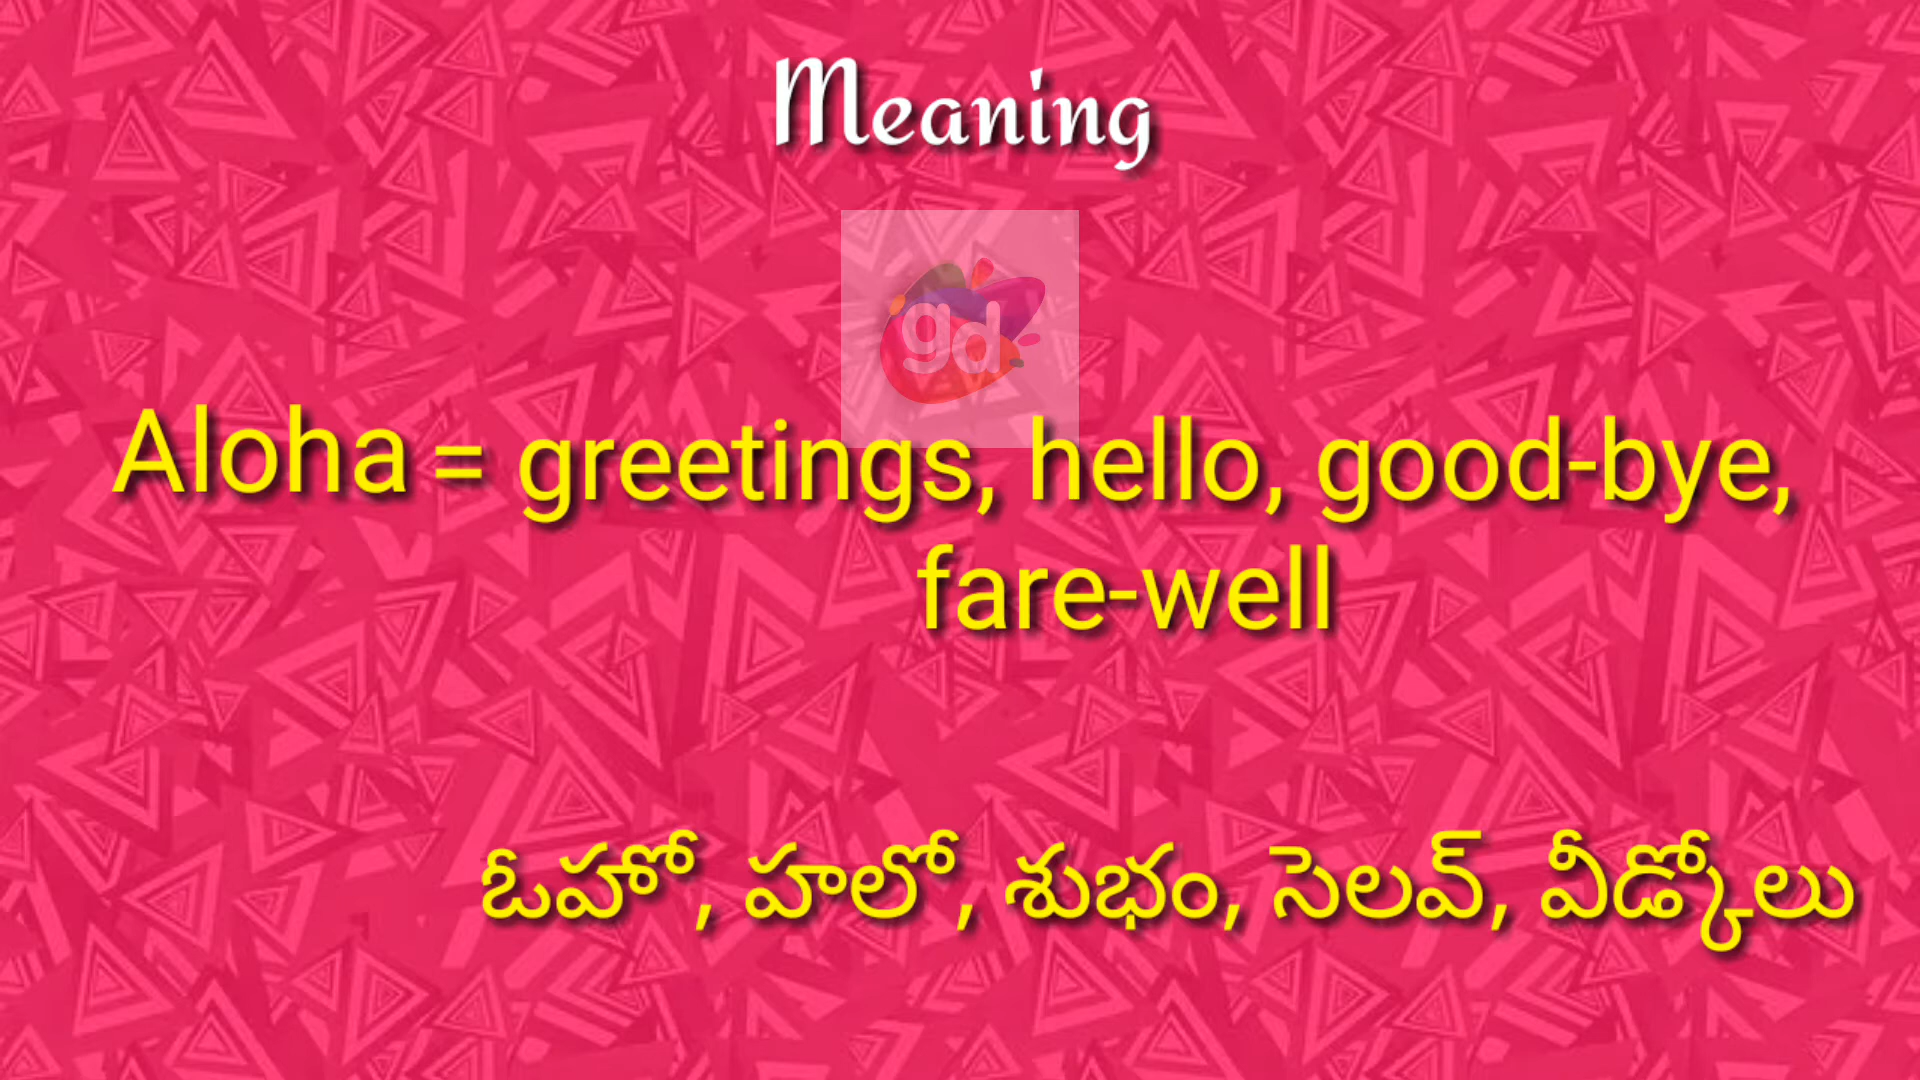 Meaning
gd
Aloha = greetings, hello, good-bye,
fare-well
ఓహో, హలో, శుభం, సెలవ్, వీడ్కోలు